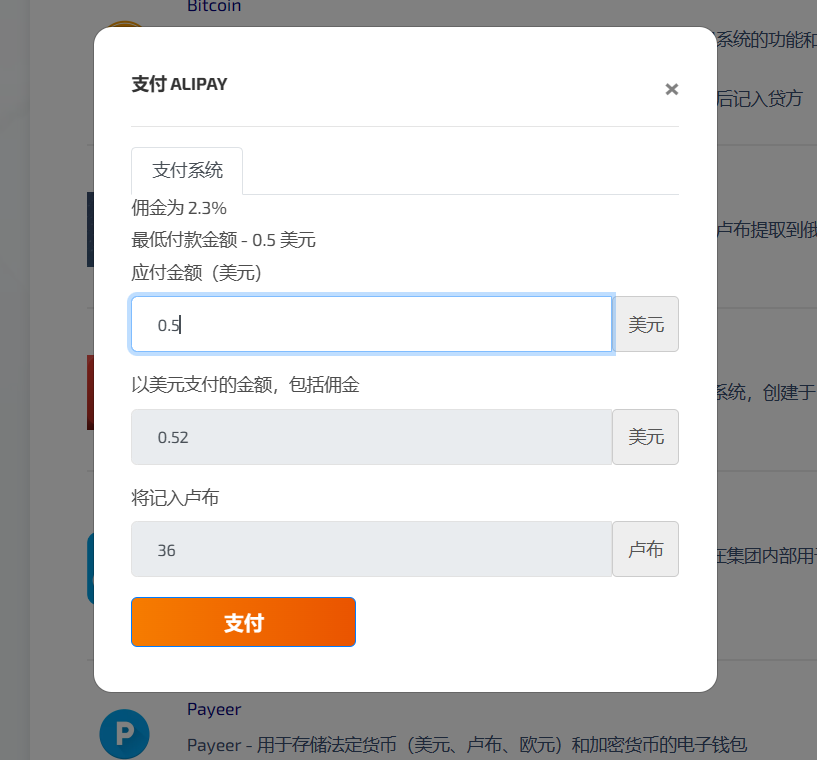 Bitcoin
系统的功能和
后记入贷方
支付 ALIPAY
×
支付系统
佣金为 2.3%
卢布提取到俄
最低付款金额 - 0.5 美元
应付金额（美元）
0.5
美元
以美元支付的金额，包括佣金
系统，创建于
0.52
美元
将记入卢布
36
卢布
在集团内部用于
支付
Payeer
P
Payeer - 用于存储法定货币（美元、卢布、欧元）和加密货币的电子钱包